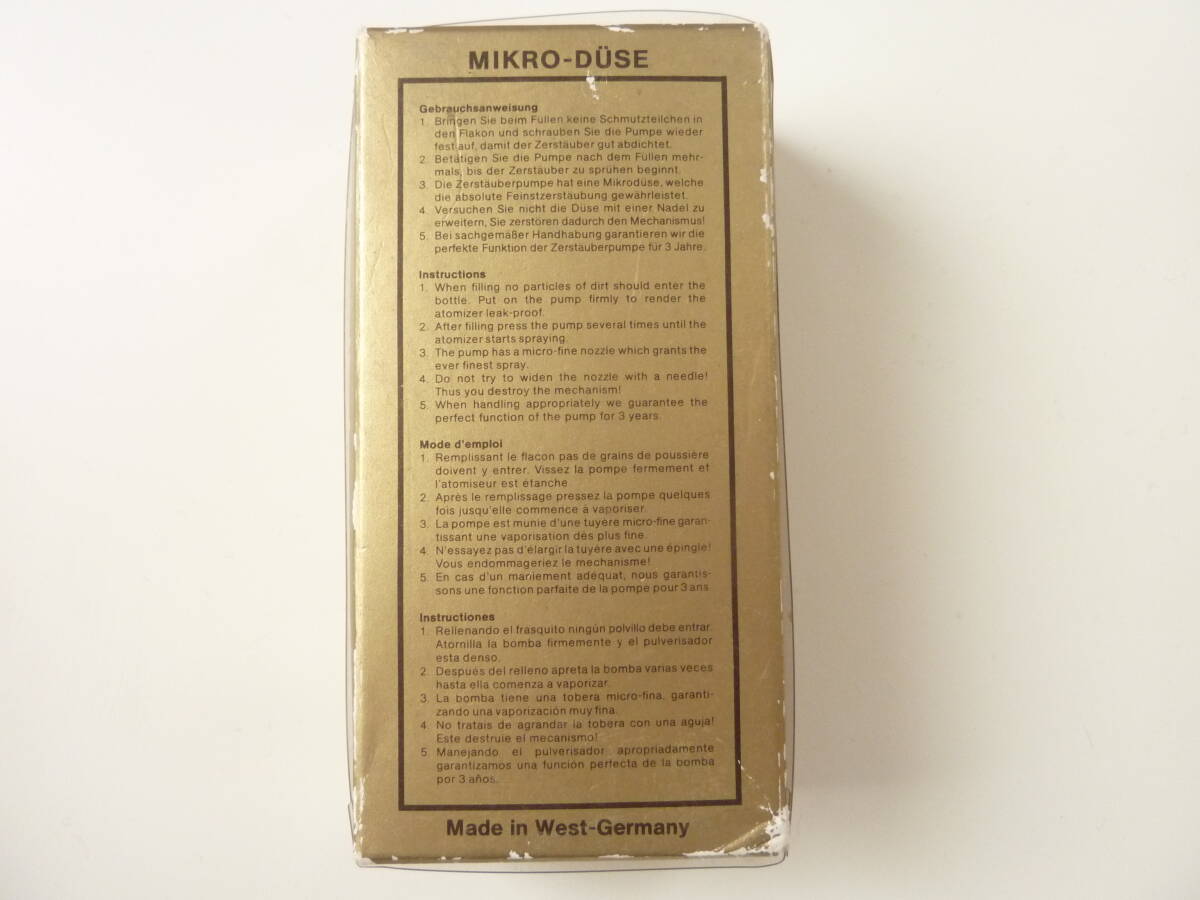 MIKRO-DÜSE
Gebrauchsanweisung
1. Bringen Sie beim Füllen keine Schmutzteilchen in
den Flakon und schrauben Sie die Pumpe wieder
fest auf, damit der Zerstäuber gut abdichtet.
2. Betätigen Sie die Pumpe nach dem Füllen mehr-
mals, bis der Zerstäuber zu sprühen beginnt.
3. Die Zerstäuberpumpe hat eine Mikrodüse, welche
die absolute Feinstzerstäubung gewährleistet.
4. Versuchen Sie nicht die Düse mit einer Nadel zu
erweitern, Sie zerstören dadurch den Mechanismus!
5. Bei sachgemäßer Handhabung garantieren wir die
perfekte Funktion der Zerstäuberpumpe für 3 Jahre.
Instructions
1. When filling no particles of dirt should enter the
bottle. Put on the pump firmly to render the
atomizer leak-proof.
2. After filling press the pump several times until the
atomizer starts spraying.
3. The pump has a micro-fine nozzle which grants the
ever finest spray.
4. Do not try to widen the nozzle with a needle!
Thus you destroy the mechanism!
5. When handling appropriately we guarantee the
perfect function of the pump for 3 years.
Mode d'emploi
1. Remplissant le flacon pas de grains de poussière
doivent y entrer. Vissez la pompe fermement et
l'atomiseur est étanche
2. Après le remplissage pressez la pompe quelques
fois jusqu'elle commence à vaporiser.
3. La pompe est munie d'une tuyère micro-fine garan-
tissant une vaporisation dès plus fine.
4. N'essayez pas d'élargir la tuyère avec une épingle!
Vous endommageriez le mechanisme!
5. En cas d'un maniement adéquat, nous garantis-
sons une fonction parfaite de la pompe pour 3 ans
Instructiones
1. Rellenando el frasquito ningún polvillo debe entrar.
Atornilla la bomba firmemente y el pulverisador
esta denso.
2. Después del relleno apreta la bomba varias veces
hasta ella comenza a vaporizar.
3. La bomba tiene una tobera micro-fina, garanti-
zando una vaporización muy fina.
4. No tratais de agrandar la tobera con una aguja!
Este destruie el mecanismo!
5. Manejando el pulverisador apropriadamente
garantizamos una función perfecta de la bomba
por 3 años.
Made in West-Germany